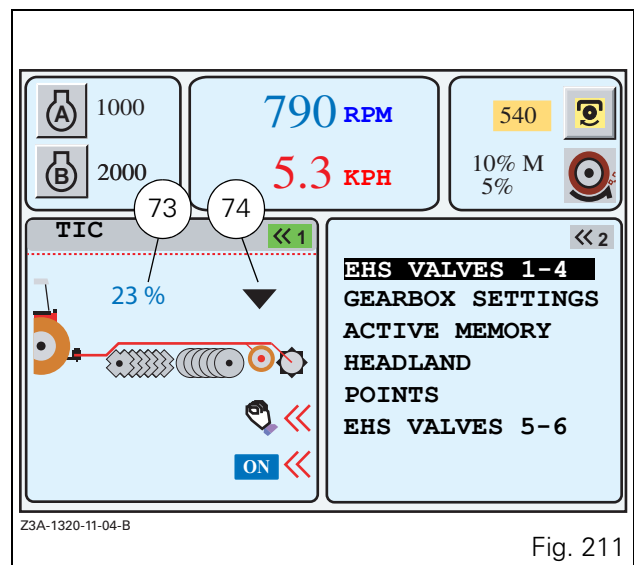 A 1000
B 2000
790 RPM
5.3 KPH
540
10% M
5%
73
74
TIC
« 1
23 %
ON
« 2
EHS VALVES 1-4
GEARBOX SETTINGS
ACTIVE MEMORY
HEADLAND
POINTS
EHS VALVES 5-6
Z3A-1320-11-04-B
Fig. 211